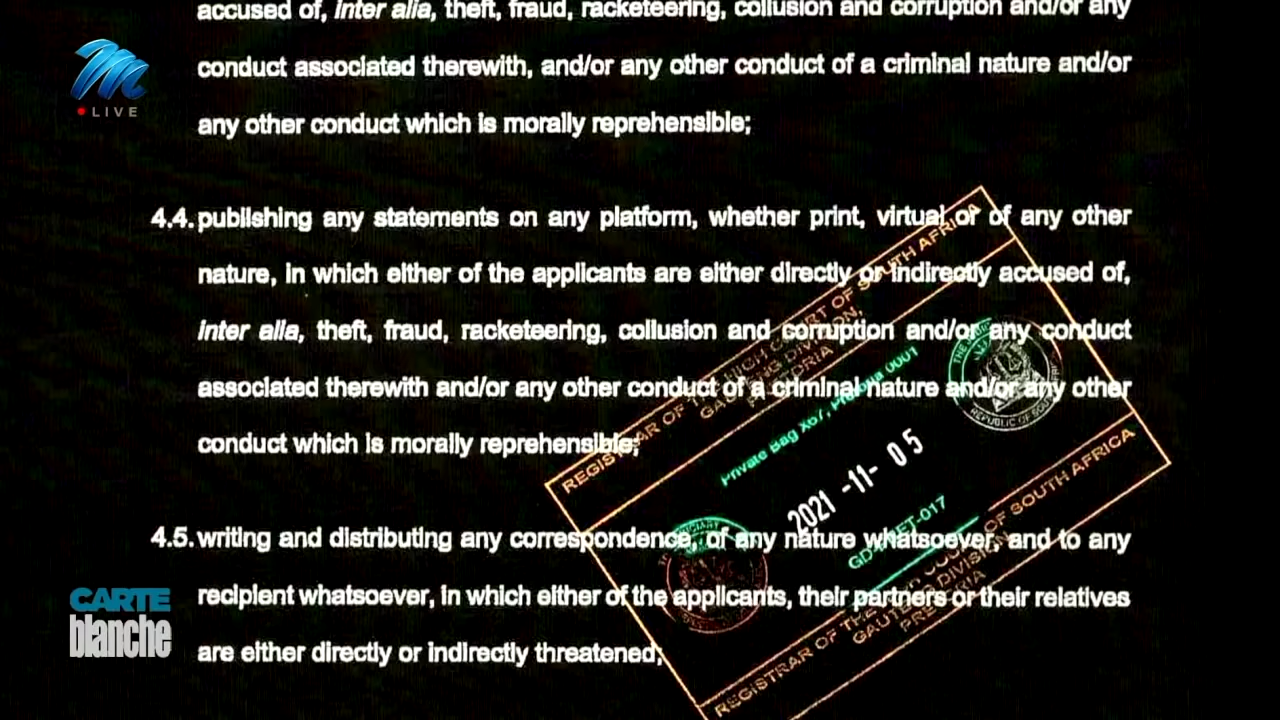 accused of, inter alia, theft, fraud, racketeering, collusion and corruption and/or any
LIVE
conduct associated therewith, and/or any other conduct of a criminal nature and/or
any other conduct which is morally reprehensible;
4.4. publishing any statements on any platform, whether print, virtual or of any other
nature, in which either of the applicants are either directly or indirectly accused of,
inter alia, theft, fraud, racketeering, collusion and corruption and/or any conduct
associated therewith and/or any other conduct of a criminal nature and/or any other
conduct which is morally reprehensible;
4.5. writing and distributing any correspondence, of any nature whatsoever, and to any
recipient whatsoever, in which either of the applicants, their partners or their relatives
are either directly or indirectly threatened;
REGISTRAR OF THE HIGH COURT OF SOUTH AFRICA
GAUTENG DIVISION,
PRETORIA
Private Bag X67, Pretoria 0001
2021 -11- 05
REPUBLIC OF SOUTH
REGISTRAR OF THE HIGH COURT OF SOUTH AFRICA
GAUTENG DIVISION
PRETORIA
CARTE
blanche